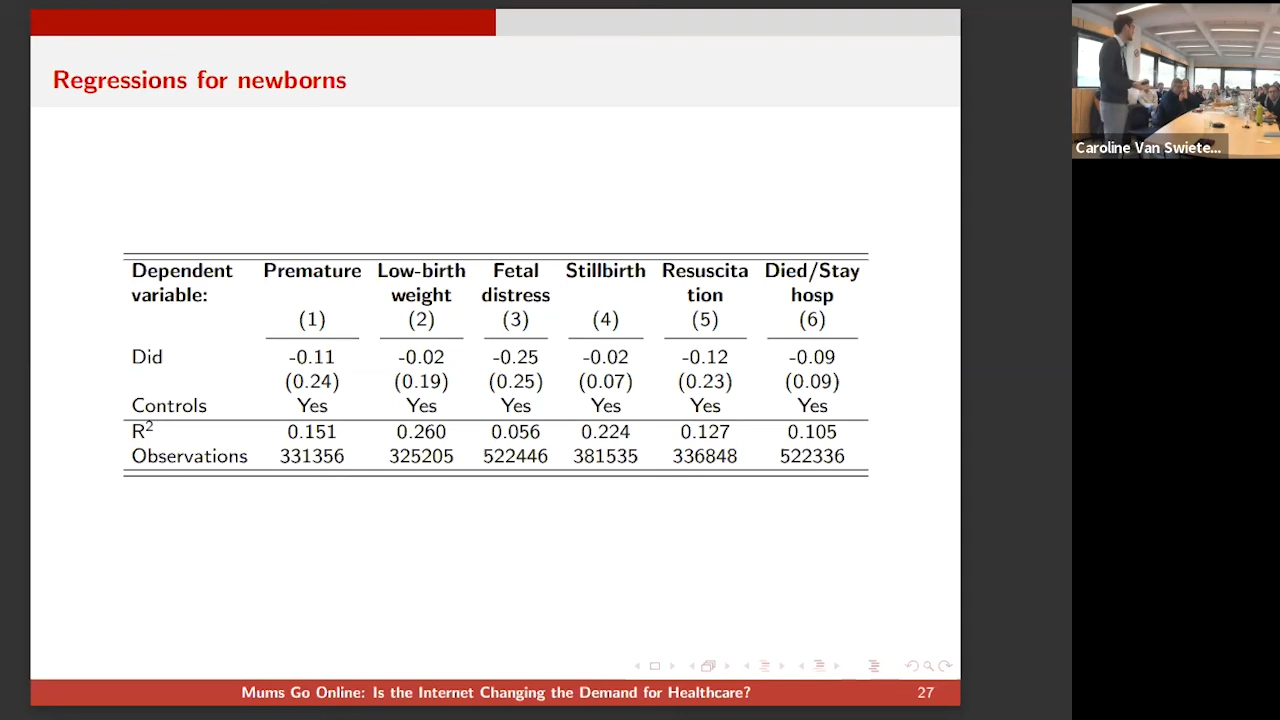 Regressions for newborns
Caroline Van Swiete...
Dependent variable: Premature Low-birth weight Fetal distress Stillbirth Resuscita tion Died/Stay hosp
(1) (2) (3) (4) (5) (6)
Did -0.11 -0.02 -0.25 -0.02 -0.12 -0.09
(0.24) (0.19) (0.25) (0.07) (0.23) (0.09)
Controls Yes Yes Yes Yes Yes Yes
R² 0.151 0.260 0.056 0.224 0.127 0.105
Observations 331356 325205 522446 381535 336848 522336
Mums Go Online: Is the Internet Changing the Demand for Healthcare? 27